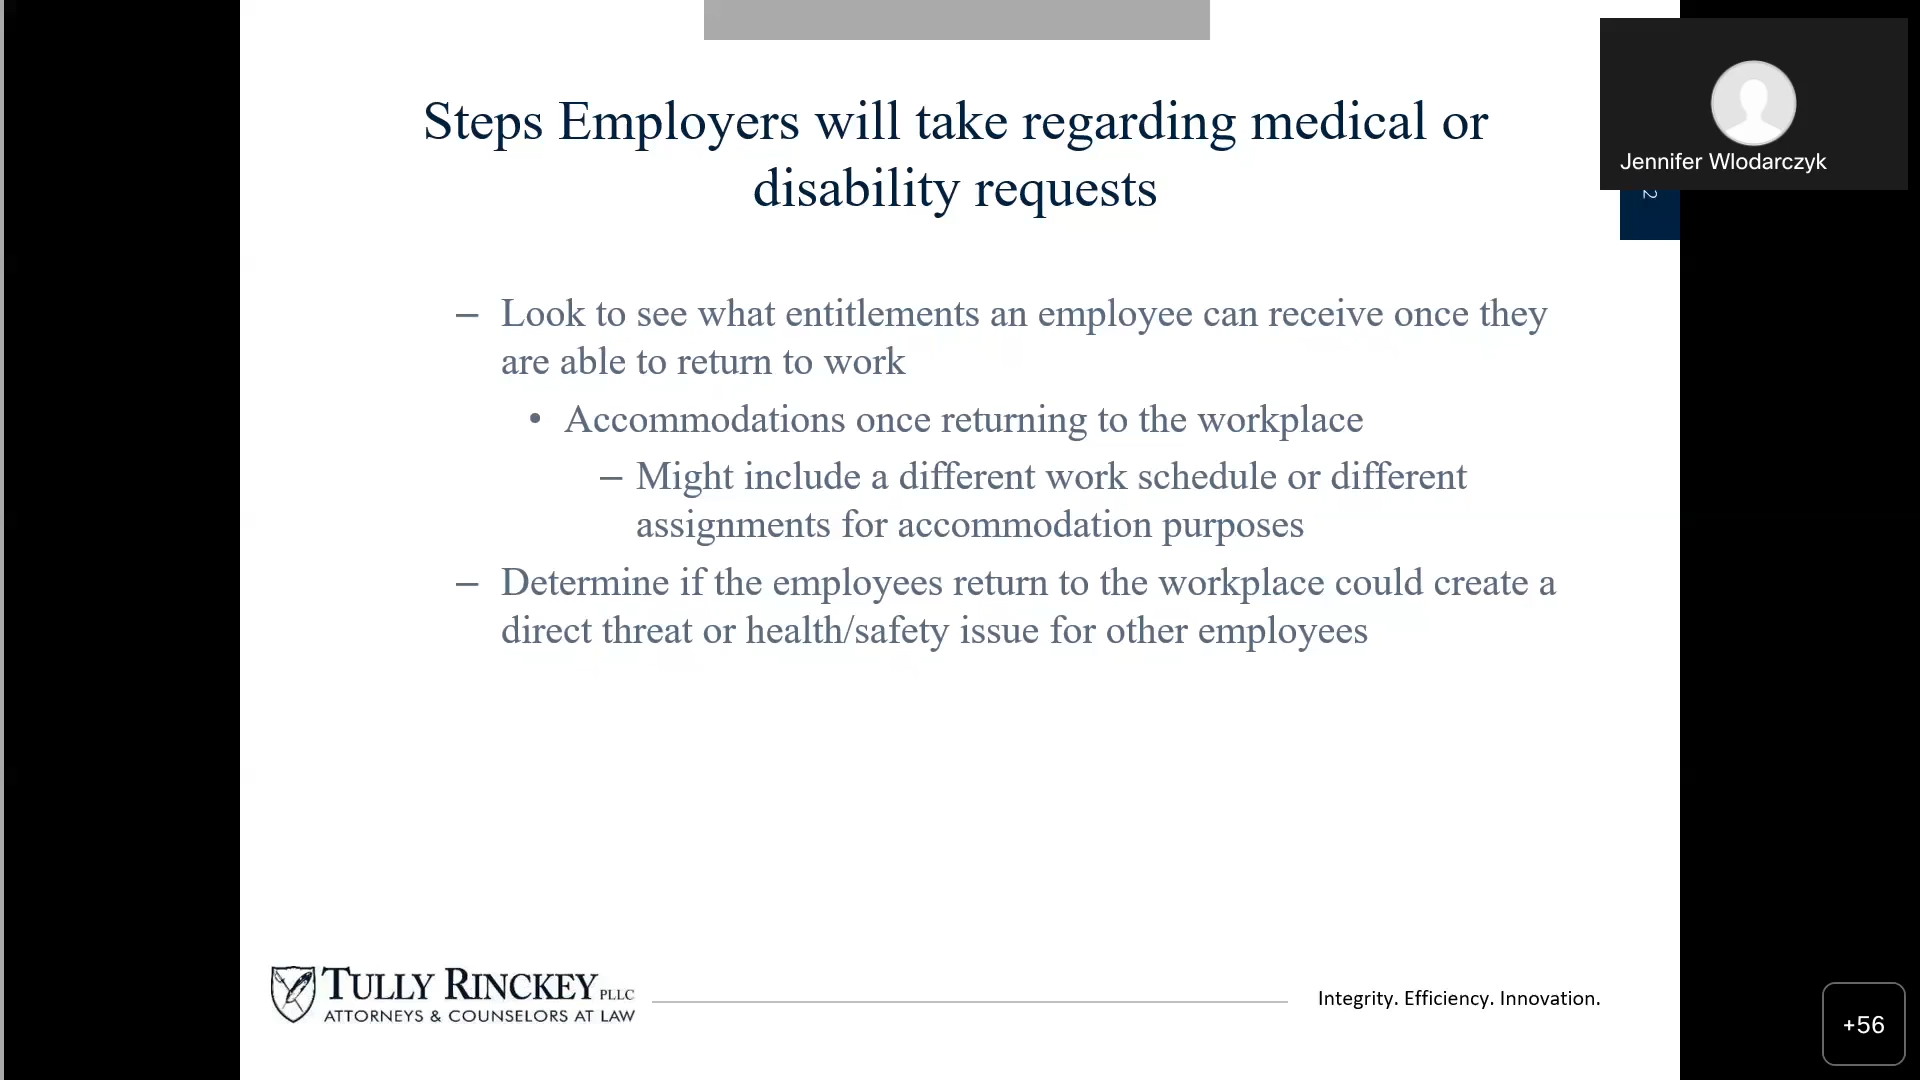 Steps Employers will take regarding medical or
disability requests
Jennifer Wlodarczyk
2
– Look to see what entitlements an employee can receive once they
are able to return to work
• Accommodations once returning to the workplace
– Might include a different work schedule or different
assignments for accommodation purposes
– Determine if the employees return to the workplace could create a
direct threat or health/safety issue for other employees
TULLY RINCKEY PLLC
ATTORNEYS & COUNSELORS AT LAW
Integrity. Efficiency. Innovation.
+56